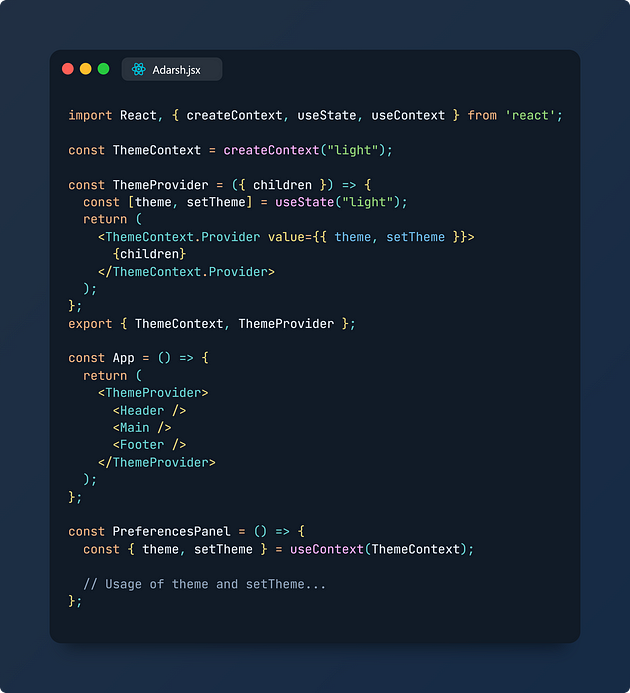 Adarsh.jsx
import React, { createContext, useState, useContext } from 'react';
const ThemeContext = createContext("light");
const ThemeProvider = ({ children }) => {
  const [theme, setTheme] = useState("light");
  return (
    <ThemeContext.Provider value={{ theme, setTheme }}>
      {children}
    </ThemeContext.Provider>
  );
};
export { ThemeContext, ThemeProvider };
const App = () => {
  return (
    <ThemeProvider>
      <Header />
      <Main />
      <Footer />
    </ThemeProvider>
  );
};
const PreferencesPanel = () => {
  const { theme, setTheme } = useContext(ThemeContext);
  // Usage of theme and setTheme...
};